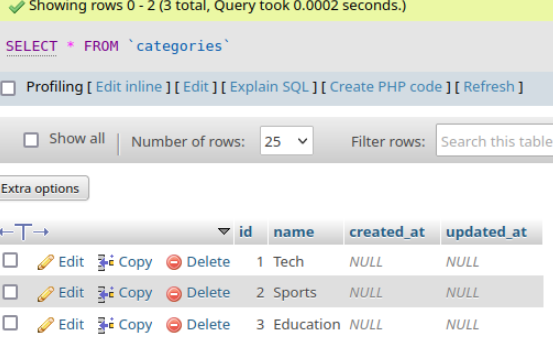 Showing rows 0 - 2 (3 total, Query took 0.0002 seconds.)
SELECT * FROM `categories`
Profiling [ Edit inline ] [ Edit ] [ Explain SQL ] [ Create PHP code ] [ Refresh ]
Show all Number of rows: 25 Filter rows: Search this table
Extra options
id name created_at updated_at
Edit Copy Delete 1 Tech NULL NULL
Edit Copy Delete 2 Sports NULL NULL
Edit Copy Delete 3 Education NULL NULL